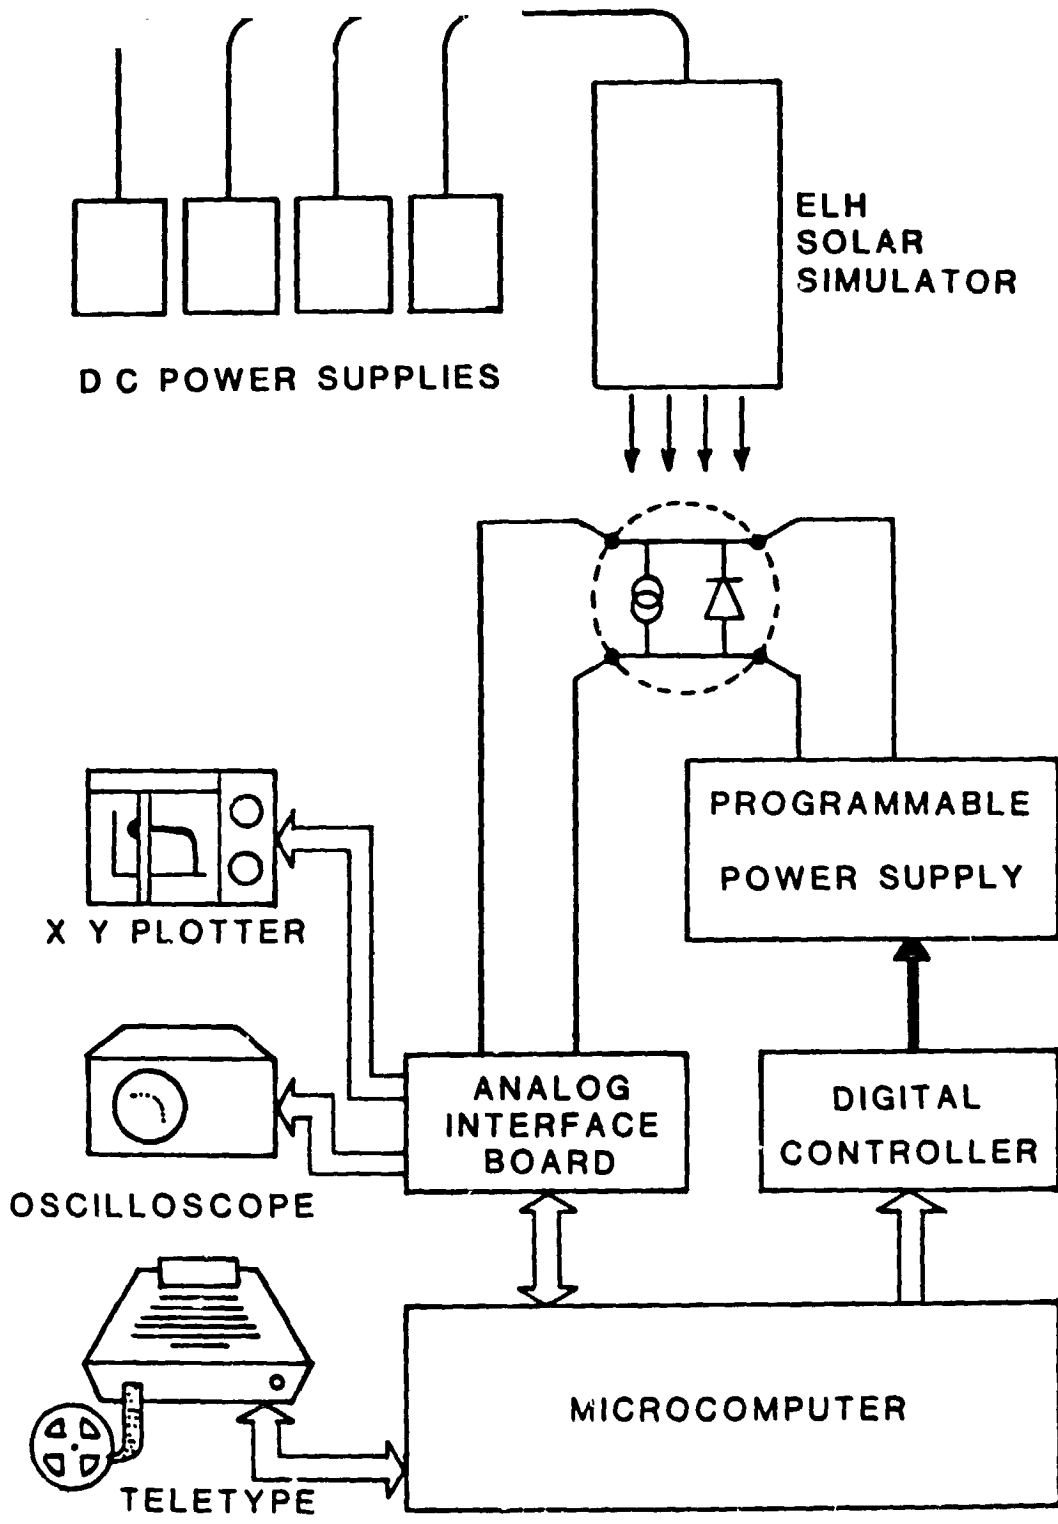 ELH
SOLAR
SIMULATOR
D C POWER SUPPLIES
PROGRAMMABLE
POWER SUPPLY
X Y PLOTTER
ANALOG
INTERFACE
BOARD
DIGITAL
CONTROLLER
OSCILLOSCOPE
MICROCOMPUTER
TELETYPE